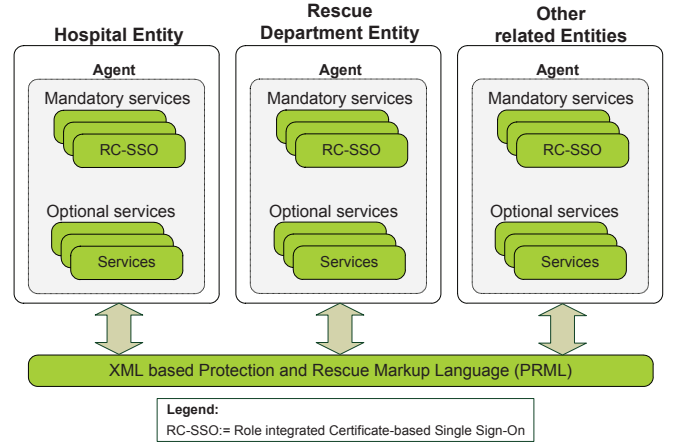 Hospital Entity
Rescue
Department Entity
Other
related Entities
Agent
Mandatory services
RC-SSO
Optional services
Services
Agent
Mandatory services
RC-SSO
Optional services
Services
Agent
Mandatory services
RC-SSO
Optional services
Services
XML based Protection and Rescue Markup Language (PRML)
Legend:
RC-SSO:= Role integrated Certificate-based Single Sign-On